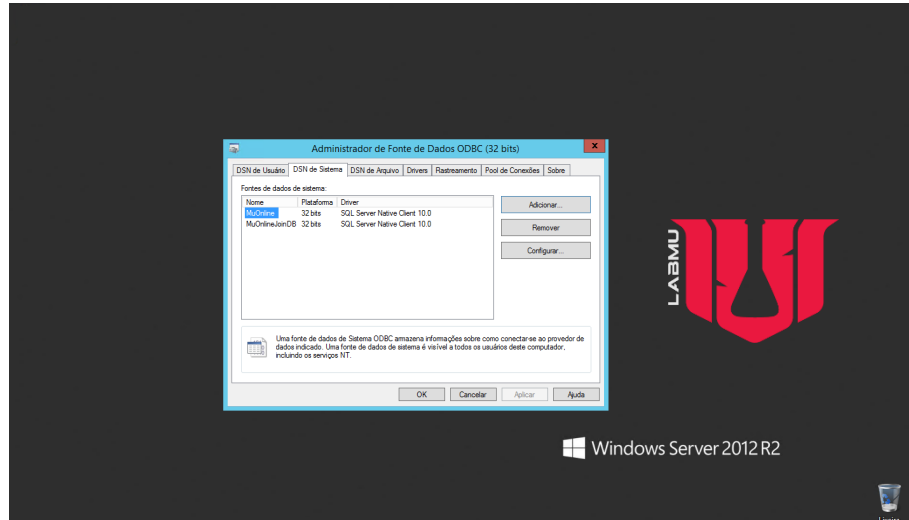 Administrador de Fonte de Dados ODBC (32 bits)
x
DSN de Usuário DSN de Sistema DSN de Arquivo Drivers Rastreamento Pool de Conexões Sobre
Fontes de dados de sistema:
Nome Plataforma Driver
MuOnline 32 bits SQL Server Native Client 10.0
MuOnlineJoinDB 32 bits SQL Server Native Client 10.0
Adicionar...
Remover
Configurar...
Uma fonte de dados de Sistema ODBC armazena informações sobre como conectar-se ao provedor de
dados indicado. Uma fonte de dados de sistema é visível a todos os usuários deste computador,
incluindo os serviços NT.
OK Cancelar Aplicar Ajuda
LABMU
Windows Server 2012 R2
Lixeira